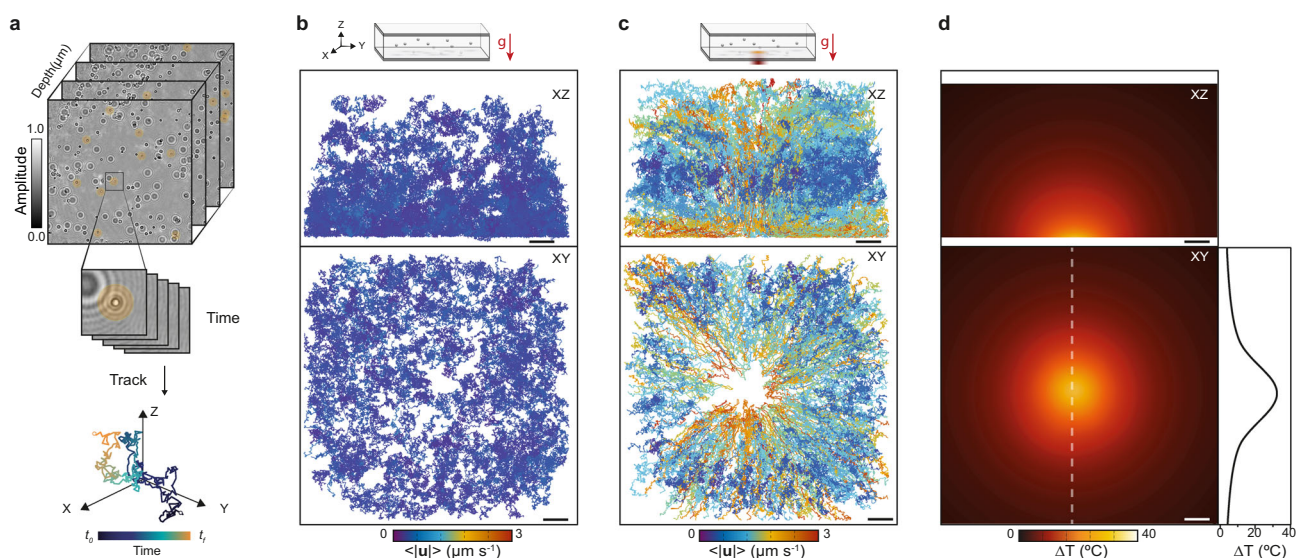 a
Depth(μm)
1.0
Amplitude
0.0
Time
Track
Z
X
Y
t₀
t_f
Time
b
Z
X
Y
g
XZ
XY
0
3
<|u|> (μm s⁻¹)
c
g
XZ
XY
0
3
<|u|> (μm s⁻¹)
d
XZ
XY
0
40
ΔT (ºC)
0
20
40
ΔT (ºC)